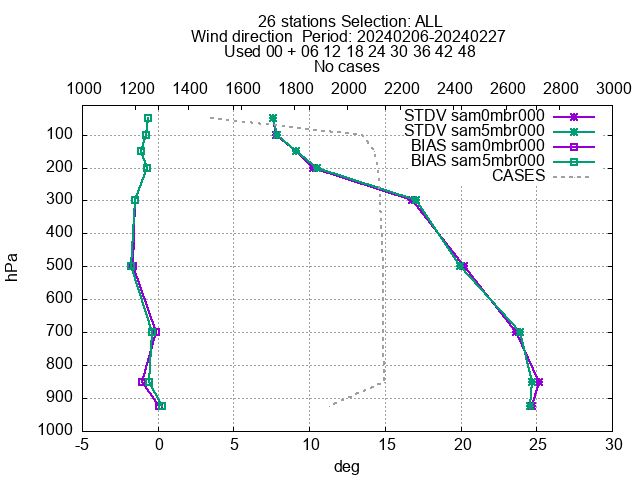 26 stations Selection: ALL
Wind direction  Period: 20240206-20240227
Used 00 + 06 12 18 24 30 36 42 48
No cases
1000 1200 1400 1600 1800 2000 2200 2400 2600 2800 3000
STDV sam0mbr000
STDV sam5mbr000
BIAS sam0mbr000
BIAS sam5mbr000
CASES
100
200
300
400
500
600
700
800
900
1000
hPa
-5 0 5 10 15 20 25 30
deg